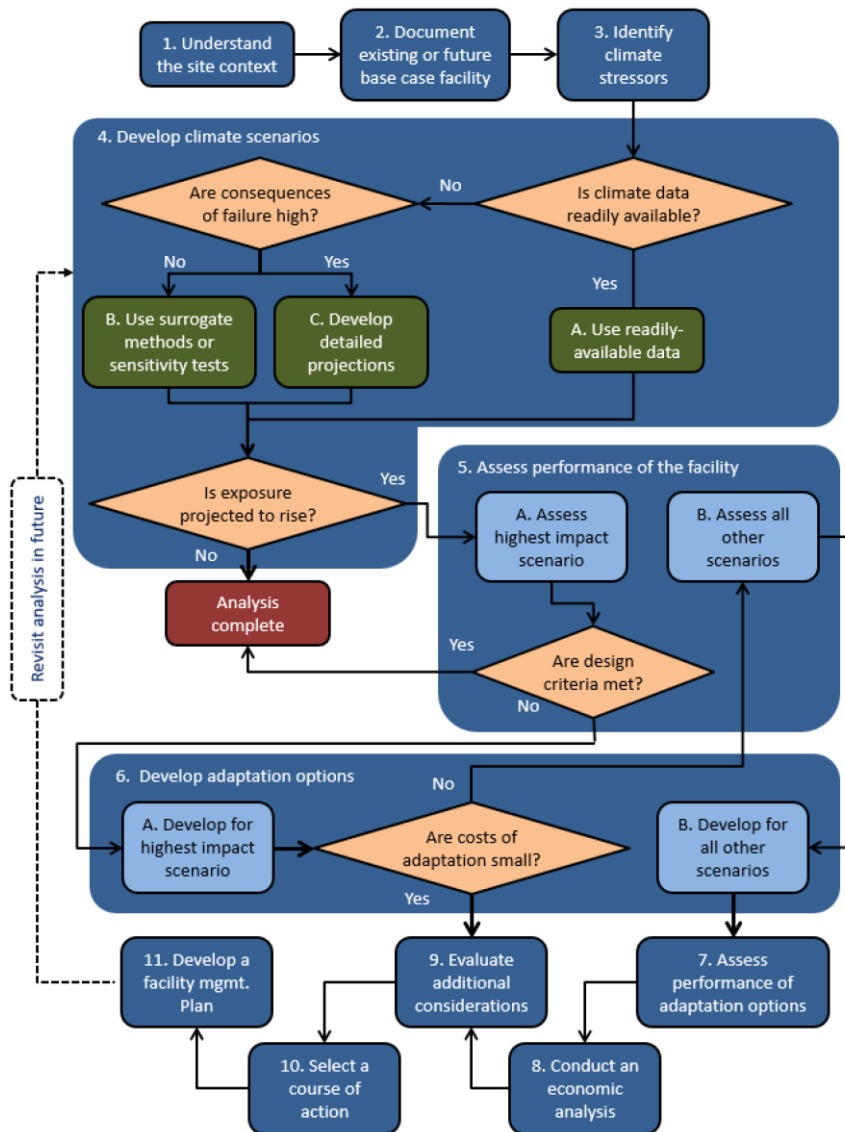 1. Understand
the site context
2. Document
existing or future
base case facility
3. Identify
climate
stressors
4. Develop climate scenarios
Are consequences
of failure high?
No
Is climate data
readily available?
No
Yes
Yes
B. Use surrogate
methods or
sensitivity tests
C. Develop
detailed
projections
A. Use readily-
available data
Is exposure
projected to rise?
Yes
No
5. Assess performance of the facility
A. Assess
highest impact
scenario
B. Assess all
other
scenarios
Analysis
complete
Yes
Are design
criteria met?
No
Revisit analysis in future
6. Develop adaptation options
No
A. Develop for
highest impact
scenario
Are costs of
adaptation small?
B. Develop for
all other
scenarios
Yes
11. Develop a
facility mgmt.
Plan
9. Evaluate
additional
considerations
7. Assess
performance of
adaptation options
10. Select a
course of
action
8. Conduct an
economic
analysis